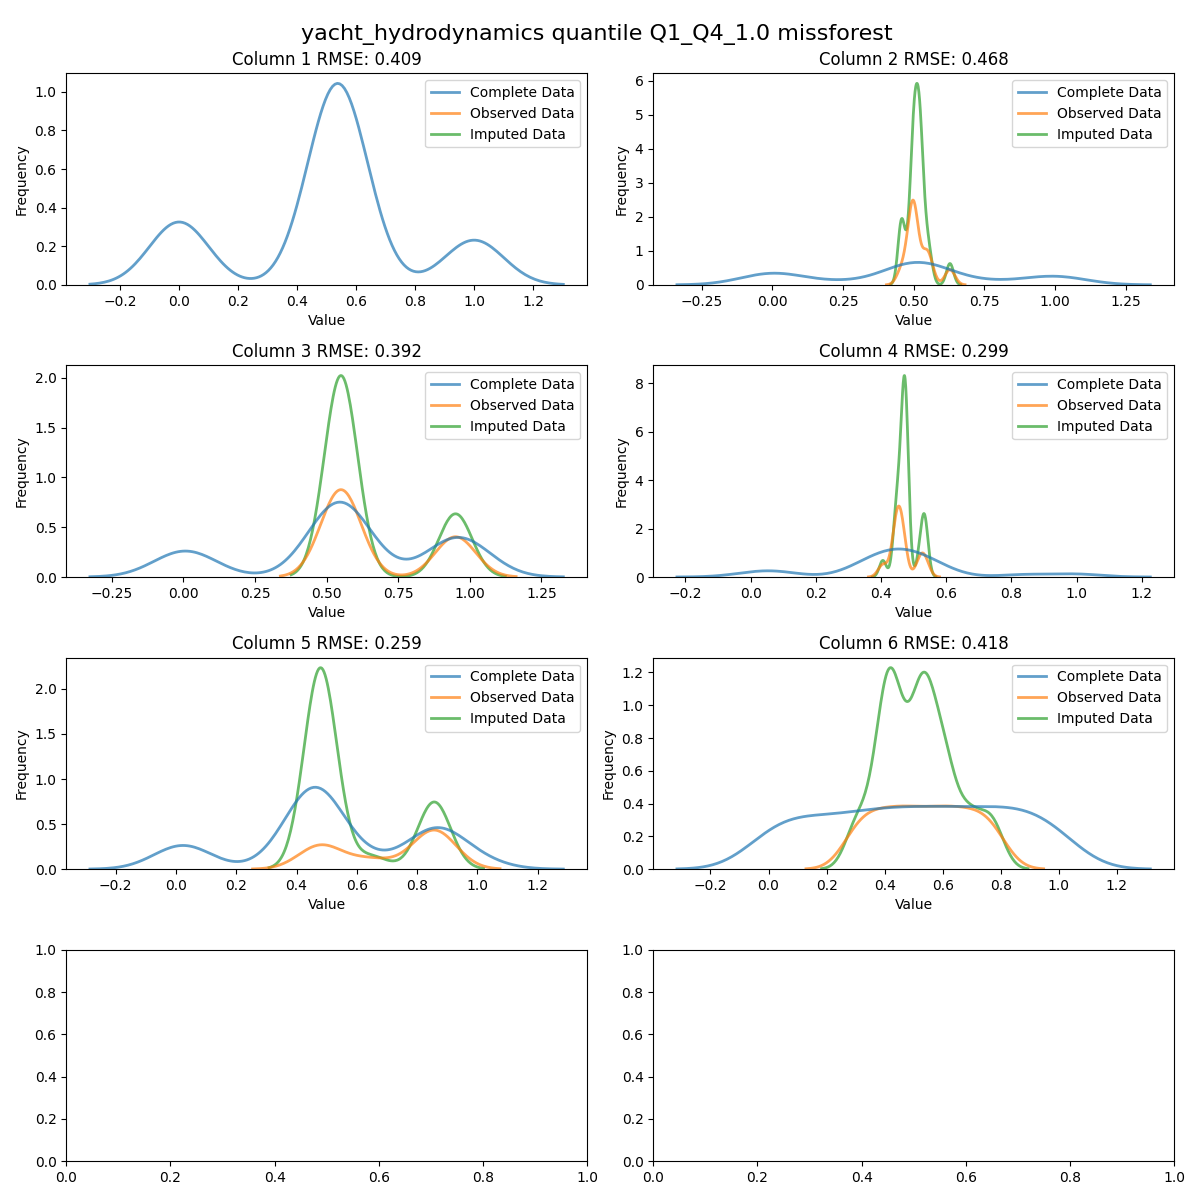 yacht_hydrodynamics quantile Q1_Q4_1.0 missforest
Column 1 RMSE: 0.409
Frequency
1.0
0.8
0.6
0.4
0.2
0.0
Complete Data
Observed Data
Imputed Data
−0.2 0.0 0.2 0.4 0.6 0.8 1.0 1.2
Value
Column 2 RMSE: 0.468
Frequency
6
5
4
3
2
1
0
Complete Data
Observed Data
Imputed Data
−0.25 0.00 0.25 0.50 0.75 1.00 1.25
Value
Column 3 RMSE: 0.392
Frequency
2.0
1.5
1.0
0.5
0.0
Complete Data
Observed Data
Imputed Data
−0.25 0.00 0.25 0.50 0.75 1.00 1.25
Value
Column 4 RMSE: 0.299
Frequency
8
6
4
2
0
Complete Data
Observed Data
Imputed Data
−0.2 0.0 0.2 0.4 0.6 0.8 1.0 1.2
Value
Column 5 RMSE: 0.259
Frequency
2.0
1.5
1.0
0.5
0.0
Complete Data
Observed Data
Imputed Data
−0.2 0.0 0.2 0.4 0.6 0.8 1.0 1.2
Value
Column 6 RMSE: 0.418
Frequency
1.2
1.0
0.8
0.6
0.4
0.2
0.0
Complete Data
Observed Data
Imputed Data
−0.2 0.0 0.2 0.4 0.6 0.8 1.0 1.2
Value
1.0
0.8
0.6
0.4
0.2
0.0
0.0 0.2 0.4 0.6 0.8 1.0
1.0
0.8
0.6
0.4
0.2
0.0
0.0 0.2 0.4 0.6 0.8 1.0